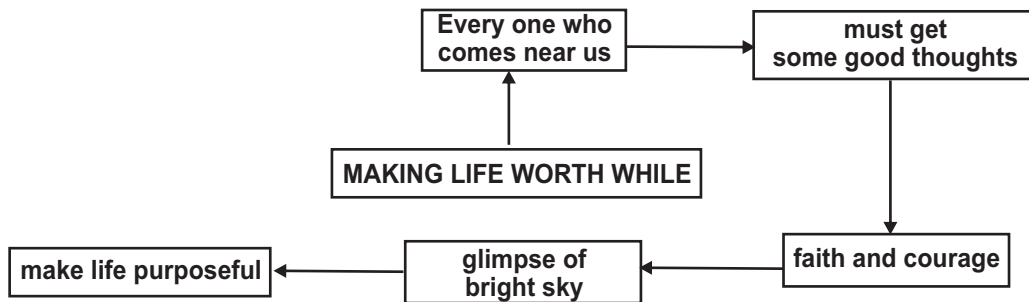 Every one who
comes near us
must get
some good thoughts
MAKING LIFE WORTH WHILE
faith and courage
glimpse of
bright sky
make life purposeful